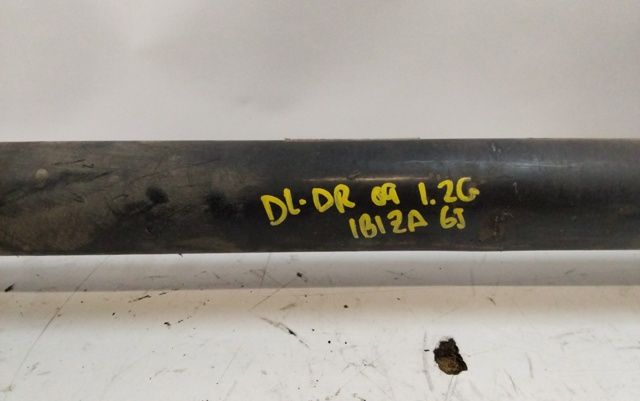 DL-DR 09 1.2G
IBIZA 6J